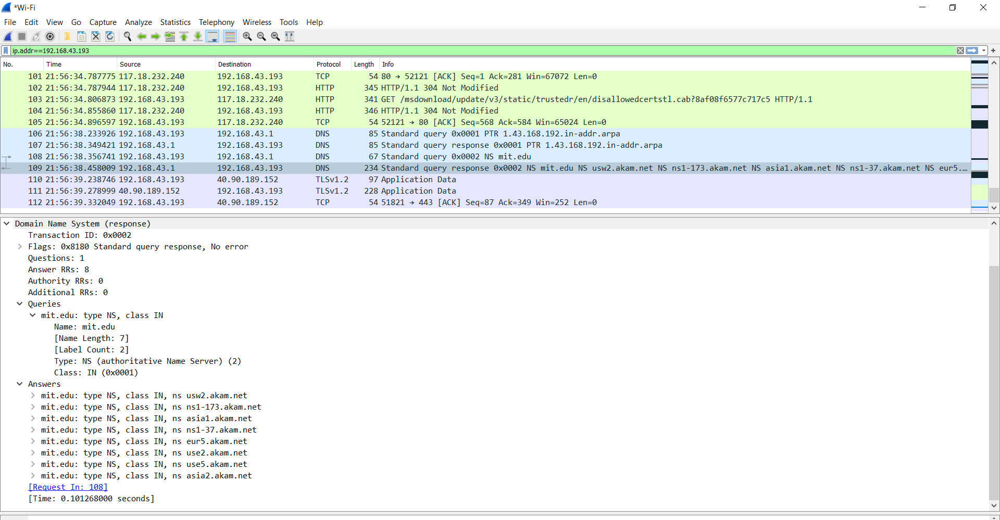 *Wi-Fi
File Edit View Go Capture Analyze Statistics Telephony Wireless Tools Help
ip.addr==192.168.43.193
No. Time Source Destination Protocol Length Info
101 21:56:34.787775 117.18.232.240 192.168.43.193 TCP 54 80 → 52121 [ACK] Seq=1 Ack=281 Win=67072 Len=0
102 21:56:34.787944 117.18.232.240 192.168.43.193 HTTP 345 HTTP/1.1 304 Not Modified
103 21:56:34.806873 192.168.43.193 117.18.232.240 HTTP 341 GET /msdownload/update/v3/static/trustedr/en/disallowedcertstl.cab?8af08f6577c717c5 HTTP/1.1
104 21:56:34.855860 117.18.232.240 192.168.43.193 HTTP 346 HTTP/1.1 304 Not Modified
105 21:56:34.896597 192.168.43.193 117.18.232.240 TCP 54 52121 → 80 [ACK] Seq=568 Ack=584 Win=65024 Len=0
106 21:56:38.233926 192.168.43.193 192.168.43.1 DNS 85 Standard query 0x0001 PTR 1.43.168.192.in-addr.arpa
107 21:56:38.349421 192.168.43.1 192.168.43.193 DNS 85 Standard query response 0x0001 PTR 1.43.168.192.in-addr.arpa
108 21:56:38.356741 192.168.43.193 192.168.43.1 DNS 67 Standard query 0x0002 NS mit.edu
109 21:56:38.458009 192.168.43.1 192.168.43.193 DNS 234 Standard query response 0x0002 NS mit.edu NS usw2.akam.net NS ns1-173.akam.net NS asia1.akam.net NS ns1-37.akam.net NS eur5.…
110 21:56:39.238746 192.168.43.193 40.90.189.152 TLSv1.2 97 Application Data
111 21:56:39.278999 40.90.189.152 192.168.43.193 TLSv1.2 228 Application Data
112 21:56:39.332049 192.168.43.193 40.90.189.152 TCP 54 51821 → 443 [ACK] Seq=87 Ack=349 Win=252 Len=0
Domain Name System (response)
Transaction ID: 0x0002
Flags: 0x8180 Standard query response, No error
Questions: 1
Answer RRs: 8
Authority RRs: 0
Additional RRs: 0
Queries
mit.edu: type NS, class IN
Name: mit.edu
[Name Length: 7]
[Label Count: 2]
Type: NS (authoritative Name Server) (2)
Class: IN (0x0001)
Answers
mit.edu: type NS, class IN, ns usw2.akam.net
mit.edu: type NS, class IN, ns ns1-173.akam.net
mit.edu: type NS, class IN, ns asia1.akam.net
mit.edu: type NS, class IN, ns ns1-37.akam.net
mit.edu: type NS, class IN, ns eur5.akam.net
mit.edu: type NS, class IN, ns use2.akam.net
mit.edu: type NS, class IN, ns use5.akam.net
mit.edu: type NS, class IN, ns asia2.akam.net
[Request In: 108]
[Time: 0.101268000 seconds]